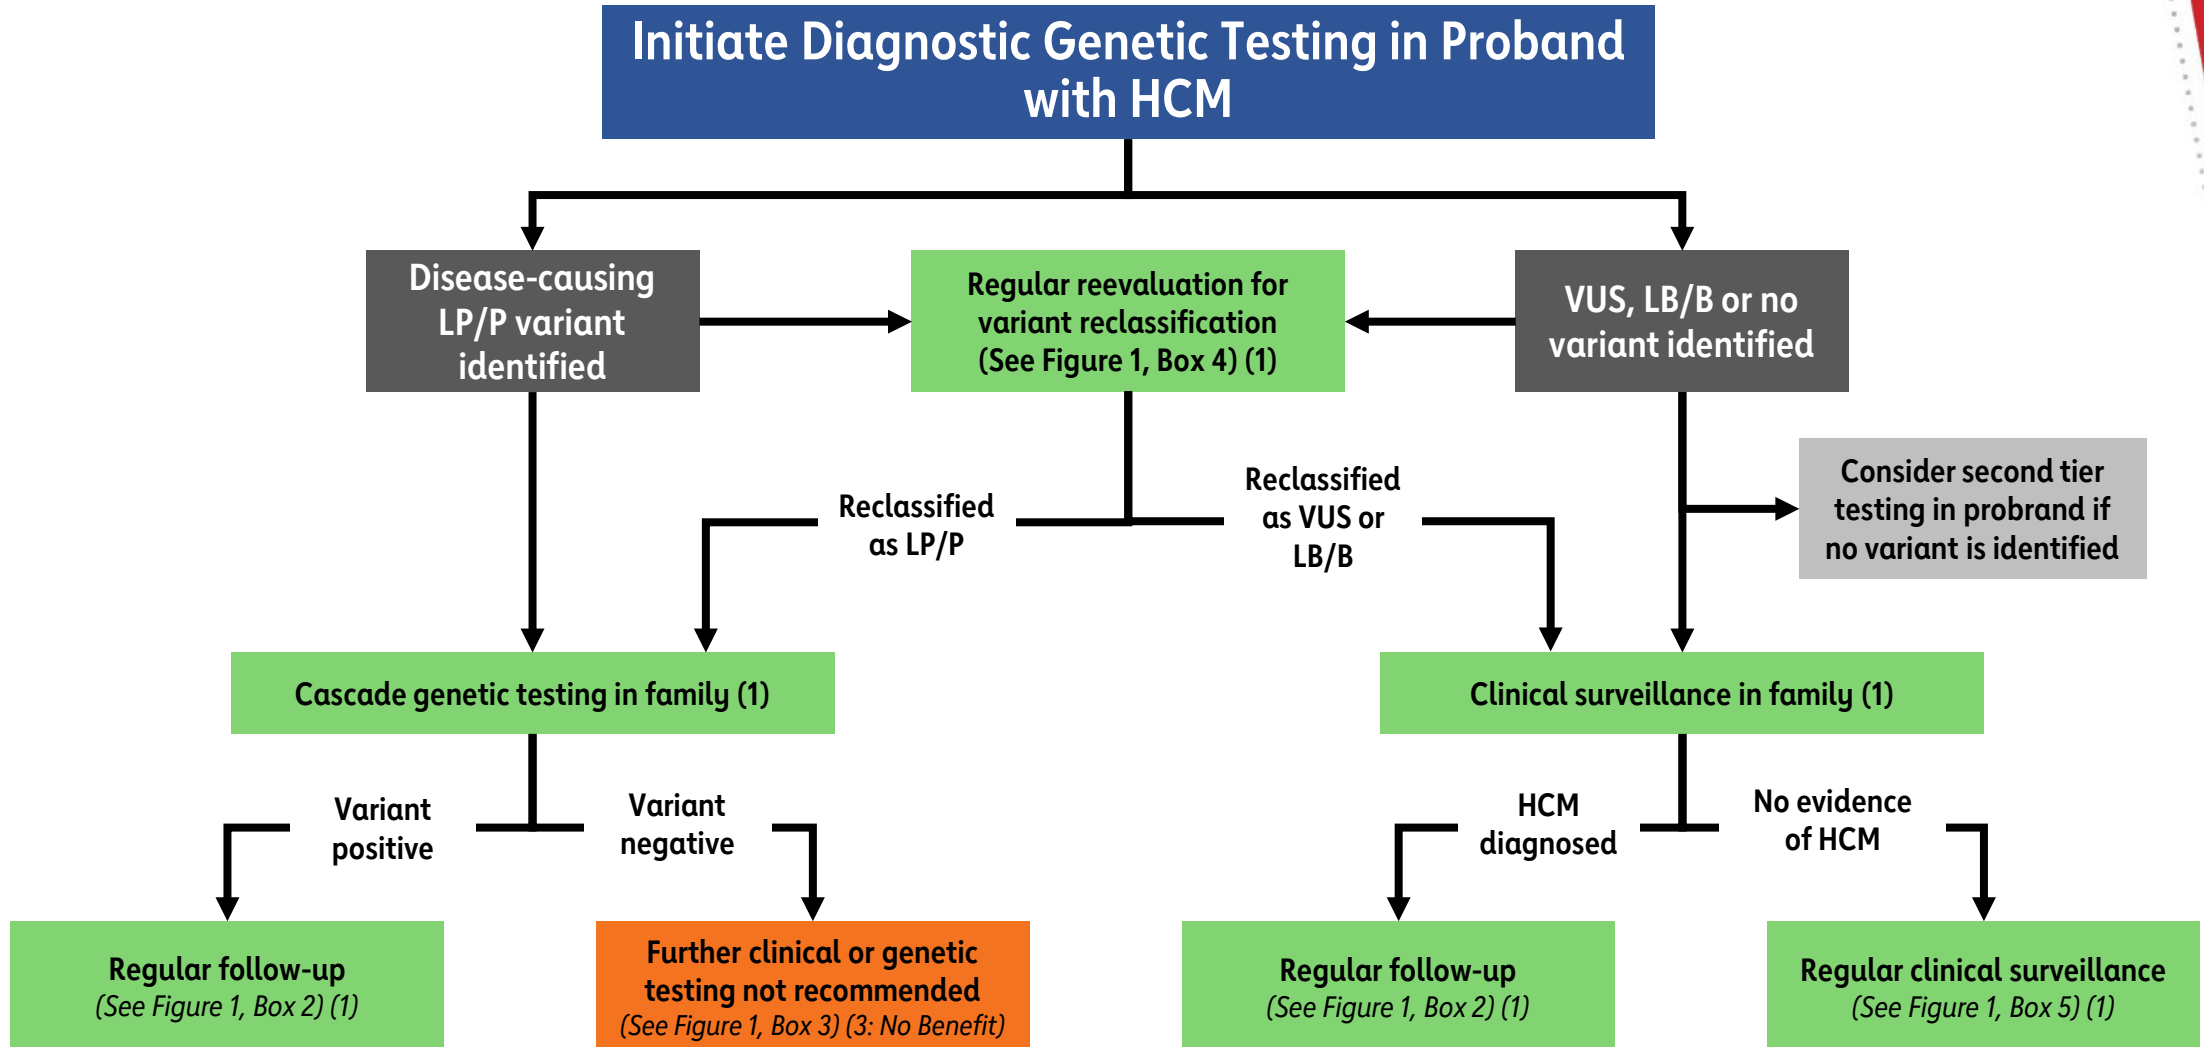 Initiate Diagnostic Genetic Testing in Proband
with HCM
Disease-causing
LP/P variant
identified
Regular reevaluation for
variant reclassification
(See Figure 1, Box 4) (1)
VUS, LB/B or no
variant identified
Consider second tier
testing in probrand if
no variant is identified
Reclassified
as LP/P
Reclassified
as VUS or
LB/B
Cascade genetic testing in family (1)
Clinical surveillance in family (1)
Variant
positive
Variant
negative
HCM
diagnosed
No evidence
of HCM
Regular follow-up
(See Figure 1, Box 2) (1)
Further clinical or genetic
testing not recommended
(See Figure 1, Box 3) (3: No Benefit)
Regular follow-up
(See Figure 1, Box 2) (1)
Regular clinical surveillance
(See Figure 1, Box 5) (1)